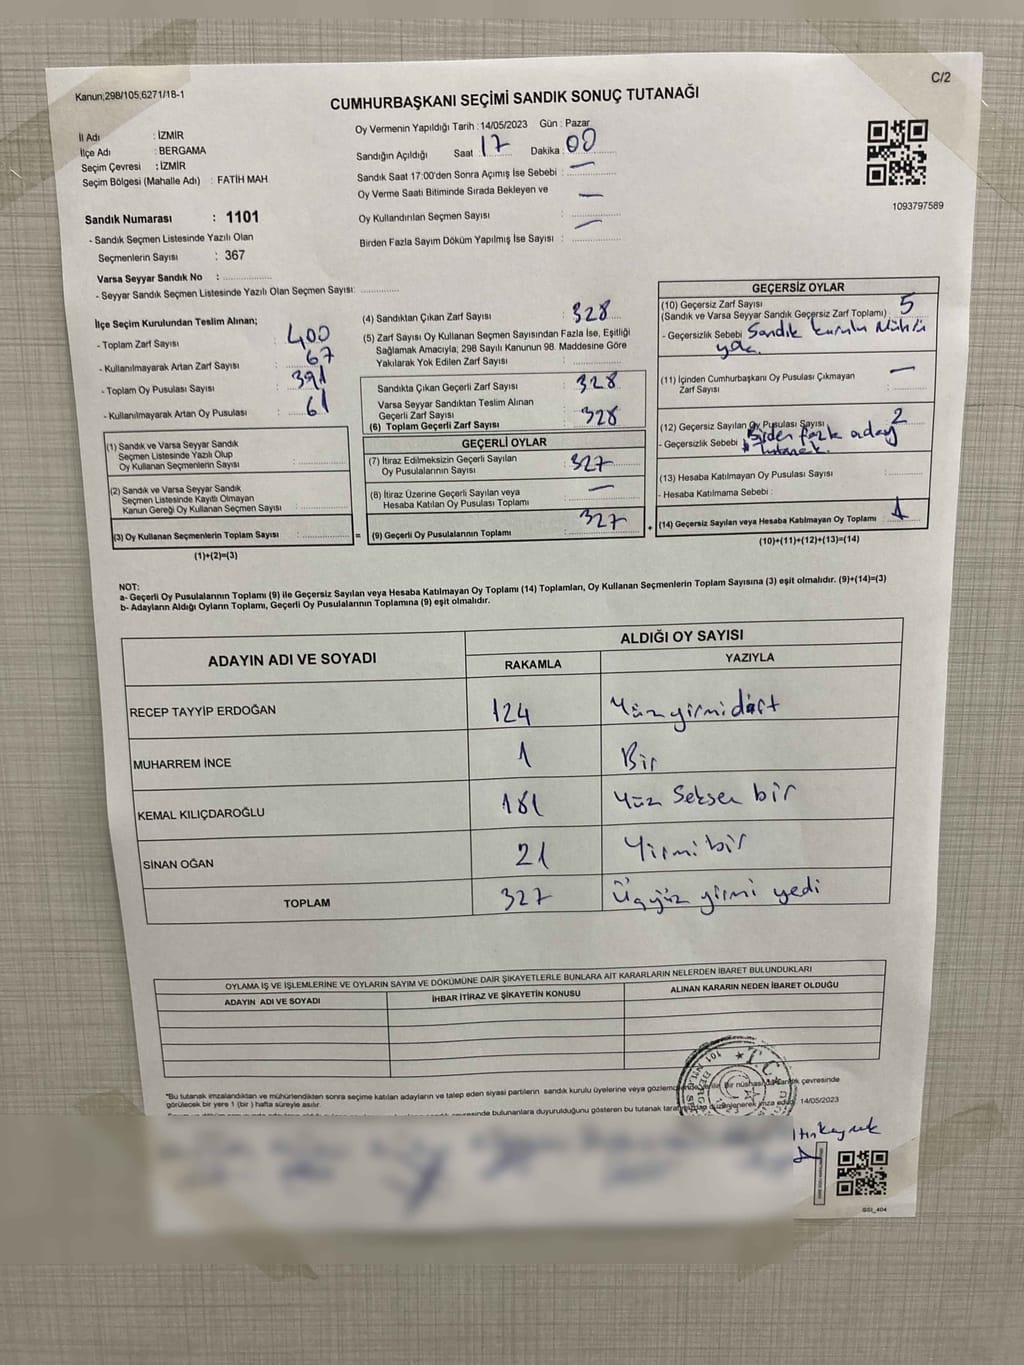 Kanun;298/105;6271/18-1
C/2
CUMHURBAŞKANI SEÇİMİ SANDIK SONUÇ TUTANAĞI
İl Adı : İZMİR
İlçe Adı : BERGAMA
Seçim Çevresi : İZMİR
Seçim Bölgesi (Mahalle Adı) : FATİH MAH
Oy Vermenin Yapıldığı Tarih : 14/05/2023 Gün : Pazar
Sandığın Açıldığı Saat 17 Dakika 00
Sandık Saat 17:00'den Sonra Açımış İse Sebebi : —
Oy Verme Saati Bitiminde Sırada Bekleyen ve
Oy Kullandırılan Seçmen Sayısı : —
Birden Fazla Sayım Döküm Yapılmış İse Sayısı : —
1093797589
Sandık Numarası : 1101
- Sandık Seçmen Listesinde Yazılı Olan
Seçmenlerin Sayısı : 367
Varsa Seyyar Sandık No :
- Seyyar Sandık Seçmen Listesinde Yazılı Olan Seçmen Sayısı:
İlçe Seçim Kurulundan Teslim Alınan;
- Toplam Zarf Sayısı : 400
- Kullanılmayarak Artan Zarf Sayısı : 67
- Toplam Oy Pusulası Sayısı : 391
- Kullanılmayarak Artan Oy Pusulası : 61
(1) Sandık ve Varsa Seyyar Sandık
Seçmen Listesinde Yazılı Olup
Oy Kullanan Seçmenlerin Sayısı :
(2) Sandık ve Varsa Seyyar Sandık
Seçmen Listesinde Kayıtlı Olmayan
Kanun Gereği Oy Kullanan Seçmen Sayısı :
(3) Oy Kullanan Seçmenlerin Toplam Sayısı :
(1)+(2)=(3)
(4) Sandıktan Çıkan Zarf Sayısı : 328
(5) Zarf Sayısı Oy Kullanan Seçmen Sayısından Fazla İse, Eşitliği
Sağlamak Amacıyla; 298 Sayılı Kanunun 98. Maddesine Göre
Yakılarak Yok Edilen Zarf Sayısı :
Sandıkta Çıkan Geçerli Zarf Sayısı : 328
Varsa Seyyar Sandıktan Teslim Alınan
Geçerli Zarf Sayısı :
(6) Toplam Geçerli Zarf Sayısı 328
GEÇERLİ OYLAR
(7) İtiraz Edilmeksizin Geçerli Sayılan
Oy Pusulalarının Sayısı : 327
(8) İtiraz Üzerine Geçerli Sayılan veya
Hesaba Katılan Oy Pusulası Toplamı : —
(9) Geçerli Oy Pusulalarının Toplamı : 327
GEÇERSİZ OYLAR
(10) Geçersiz Zarf Sayısı
(Sandık ve Varsa Seyyar Sandık Geçersiz Zarf Toplamı) : 5
- Geçersizlik Sebebi Sandık kurulu Mührü
yok.
(11) İçinden Cumhurbaşkanı Oy Pusulası Çıkmayan
Zarf Sayısı : —
(12) Geçersiz Sayılan Oy Pusulası Sayısı : 2
- Geçersizlik Sebebi Birden fazla aday
(13) Hesaba Katılmayan Oy Pusulası Sayısı :
- Hesaba Katılmama Sebebi :
(14) Geçersiz Sayılan veya Hesaba Katılmayan Oy Toplamı : 1
(10)+(11)+(12)+(13)=(14)
NOT:
a- Geçerli Oy Pusulalarının Toplamı (9) ile Geçersiz Sayılan veya Hesaba Katılmayan Oy Toplamı (14) Toplamları, Oy Kullanan Seçmenlerin Toplam Sayısına (3) eşit olmalıdır. (9)+(14)=(3)
b- Adayların Aldığı Oyların Toplamı, Geçerli Oy Pusulalarının Toplamına (9) eşit olmalıdır.
ADAYIN ADI VE SOYADI
ALDIĞI OY SAYISI
RAKAMLA YAZIYLA
RECEP TAYYİP ERDOĞAN 124 Yüz yirmi dört
MUHARREM İNCE 1 Bir
KEMAL KILIÇDAROĞLU 181 Yüz Seksen bir
SİNAN OĞAN 21 Yirmi bir
TOPLAM 327 Üçyüz yirmi yedi
OYLAMA İŞ VE İŞLEMLERİNE VE OYLARIN SAYIM VE DÖKÜMÜNE DAİR ŞİKAYETLERLE BUNLARA AİT KARARLARIN NELERDEN İBARET BULUNDUKLARI
ADAYIN ADI VE SOYADI İHBAR İTİRAZ VE ŞİKAYETİN KONUSU ALINAN KARARIN NEDEN İBARET OLDUĞU
*Bu tutanak imzalandıktan ve mühürlendikten sonra seçime katılan adayların ve talep eden siyasi partilerin sandık kurulu üyelerine veya bir nüshası da sandık çevresinde
görülecek bir yere 1 (bir) hafta süreyle asılır.
bulunanlara duyurulduğunu gösteren bu tutanak düzenlenerek imza edildi. 14/05/2023
T.C.
GSI_404